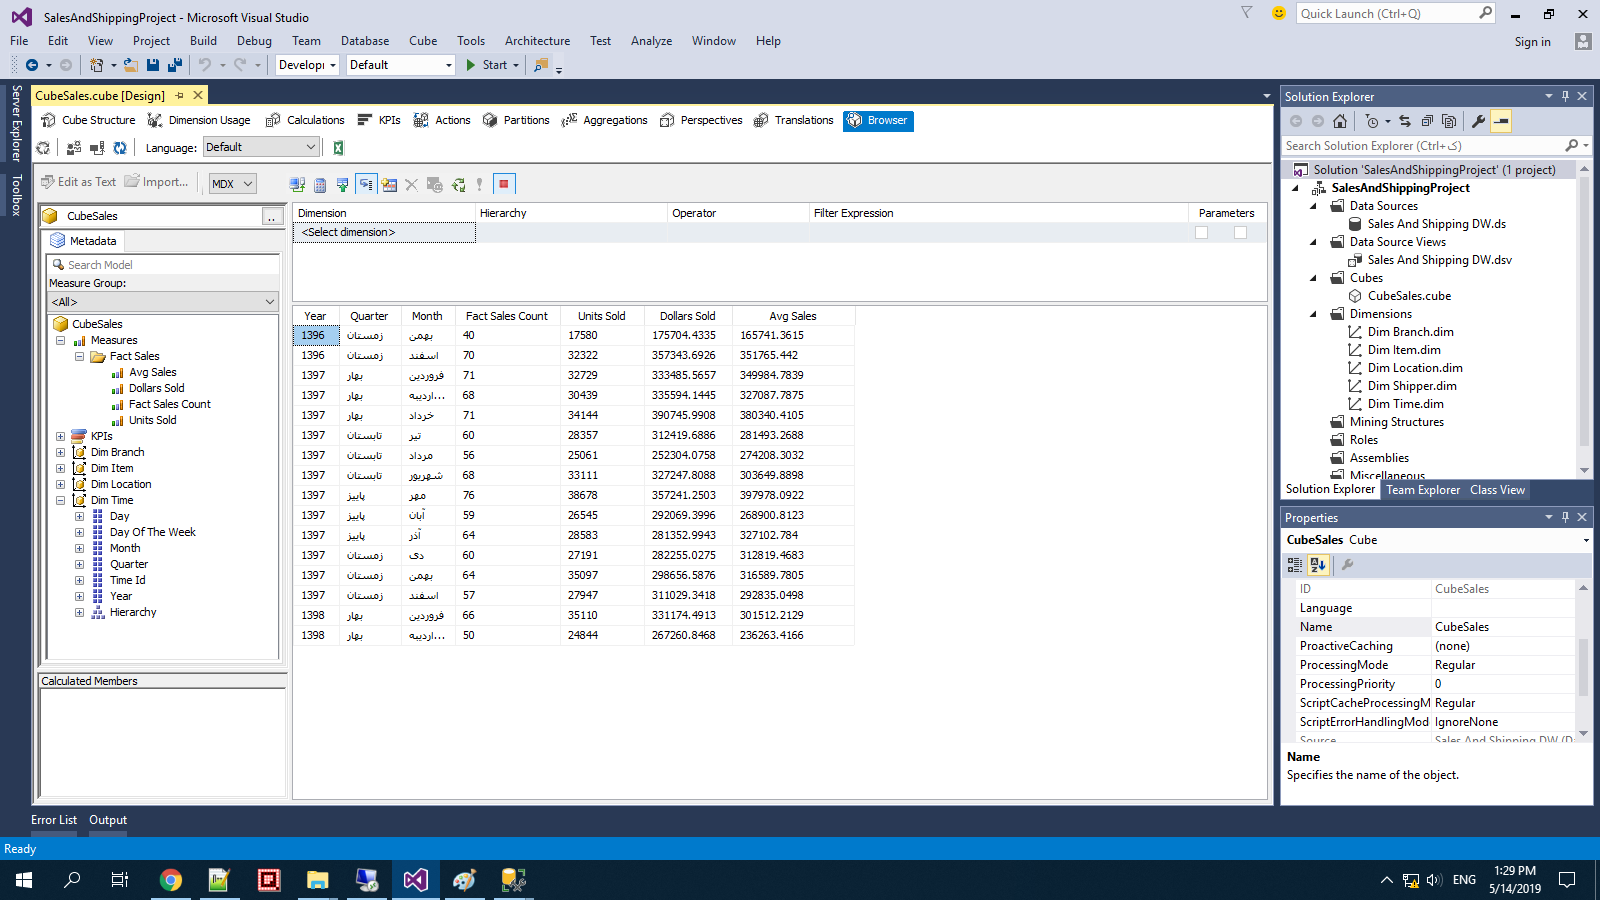 SalesAndShippingProject - Microsoft Visual Studio
Quick Launch (Ctrl+Q)
File Edit View Project Build Debug Team Database Cube Tools Architecture Test Analyze Window Help
Sign in
Default
Start
Server Explorer
Toolbox
CubeSales.cube [Design]
Cube Structure Dimension Usage Calculations KPIs Actions Partitions Aggregations Perspectives Translations Browser
Language: Default
Edit as Text Import... MDX
CubeSales
..
Metadata
Search Model
Measure Group:
<All>
CubeSales
Measures
Fact Sales
Avg Sales
Dollars Sold
Fact Sales Count
Units Sold
KPIs
Dim Branch
Dim Item
Dim Location
Dim Time
Day
Day Of The Week
Month
Quarter
Time Id
Year
Hierarchy
Calculated Members
Dimension Hierarchy Operator Filter Expression Parameters
<Select dimension>
Year Quarter Month Fact Sales Count Units Sold Dollars Sold Avg Sales
1396 زمستان بهمن 40 17580 175704.4335 165741.3615
1396 زمستان اسفند 70 32322 357343.6926 351765.442
1397 بهار فروردین 71 32729 333485.5657 349984.7839
1397 بهار اردیبه... 68 30439 335594.1445 327087.7875
1397 بهار خرداد 71 34144 390745.9908 380340.4105
1397 تابستان تیر 60 28357 312419.6886 281493.2688
1397 تابستان مرداد 56 25061 252304.0758 274208.3032
1397 تابستان شهریور 68 33111 327247.8088 303649.8898
1397 پاییز مهر 76 38678 357241.2503 397978.0922
1397 پاییز آبان 59 26545 292069.3996 268900.8123
1397 پاییز آذر 64 28583 281352.9943 327102.784
1397 زمستان دی 60 27191 282255.0275 312819.4683
1397 زمستان بهمن 64 35097 298656.5876 316589.7805
1397 زمستان اسفند 57 27947 311029.3418 292835.0498
1398 بهار فروردین 66 35110 331174.4913 301512.2129
1398 بهار اردیبه... 50 24844 267260.8468 236263.4166
Solution Explorer
Search Solution Explorer (Ctrl+ک)
Solution 'SalesAndShippingProject' (1 project)
SalesAndShippingProject
Data Sources
Sales And Shipping DW.ds
Data Source Views
Sales And Shipping DW.dsv
Cubes
CubeSales.cube
Dimensions
Dim Branch.dim
Dim Item.dim
Dim Location.dim
Dim Shipper.dim
Dim Time.dim
Mining Structures
Roles
Assemblies
Miscellaneous
Solution Explorer Team Explorer Class View
Properties
CubeSales Cube
ID CubeSales
Language
Name CubeSales
ProactiveCaching (none)
ProcessingMode Regular
ProcessingPriority 0
ScriptCacheProcessingM Regular
ScriptErrorHandlingMod IgnoreNone
Source Sales And Shipping DW
Name
Specifies the name of the object.
Error List Output
Ready
ENG
1:29 PM
5/14/2019